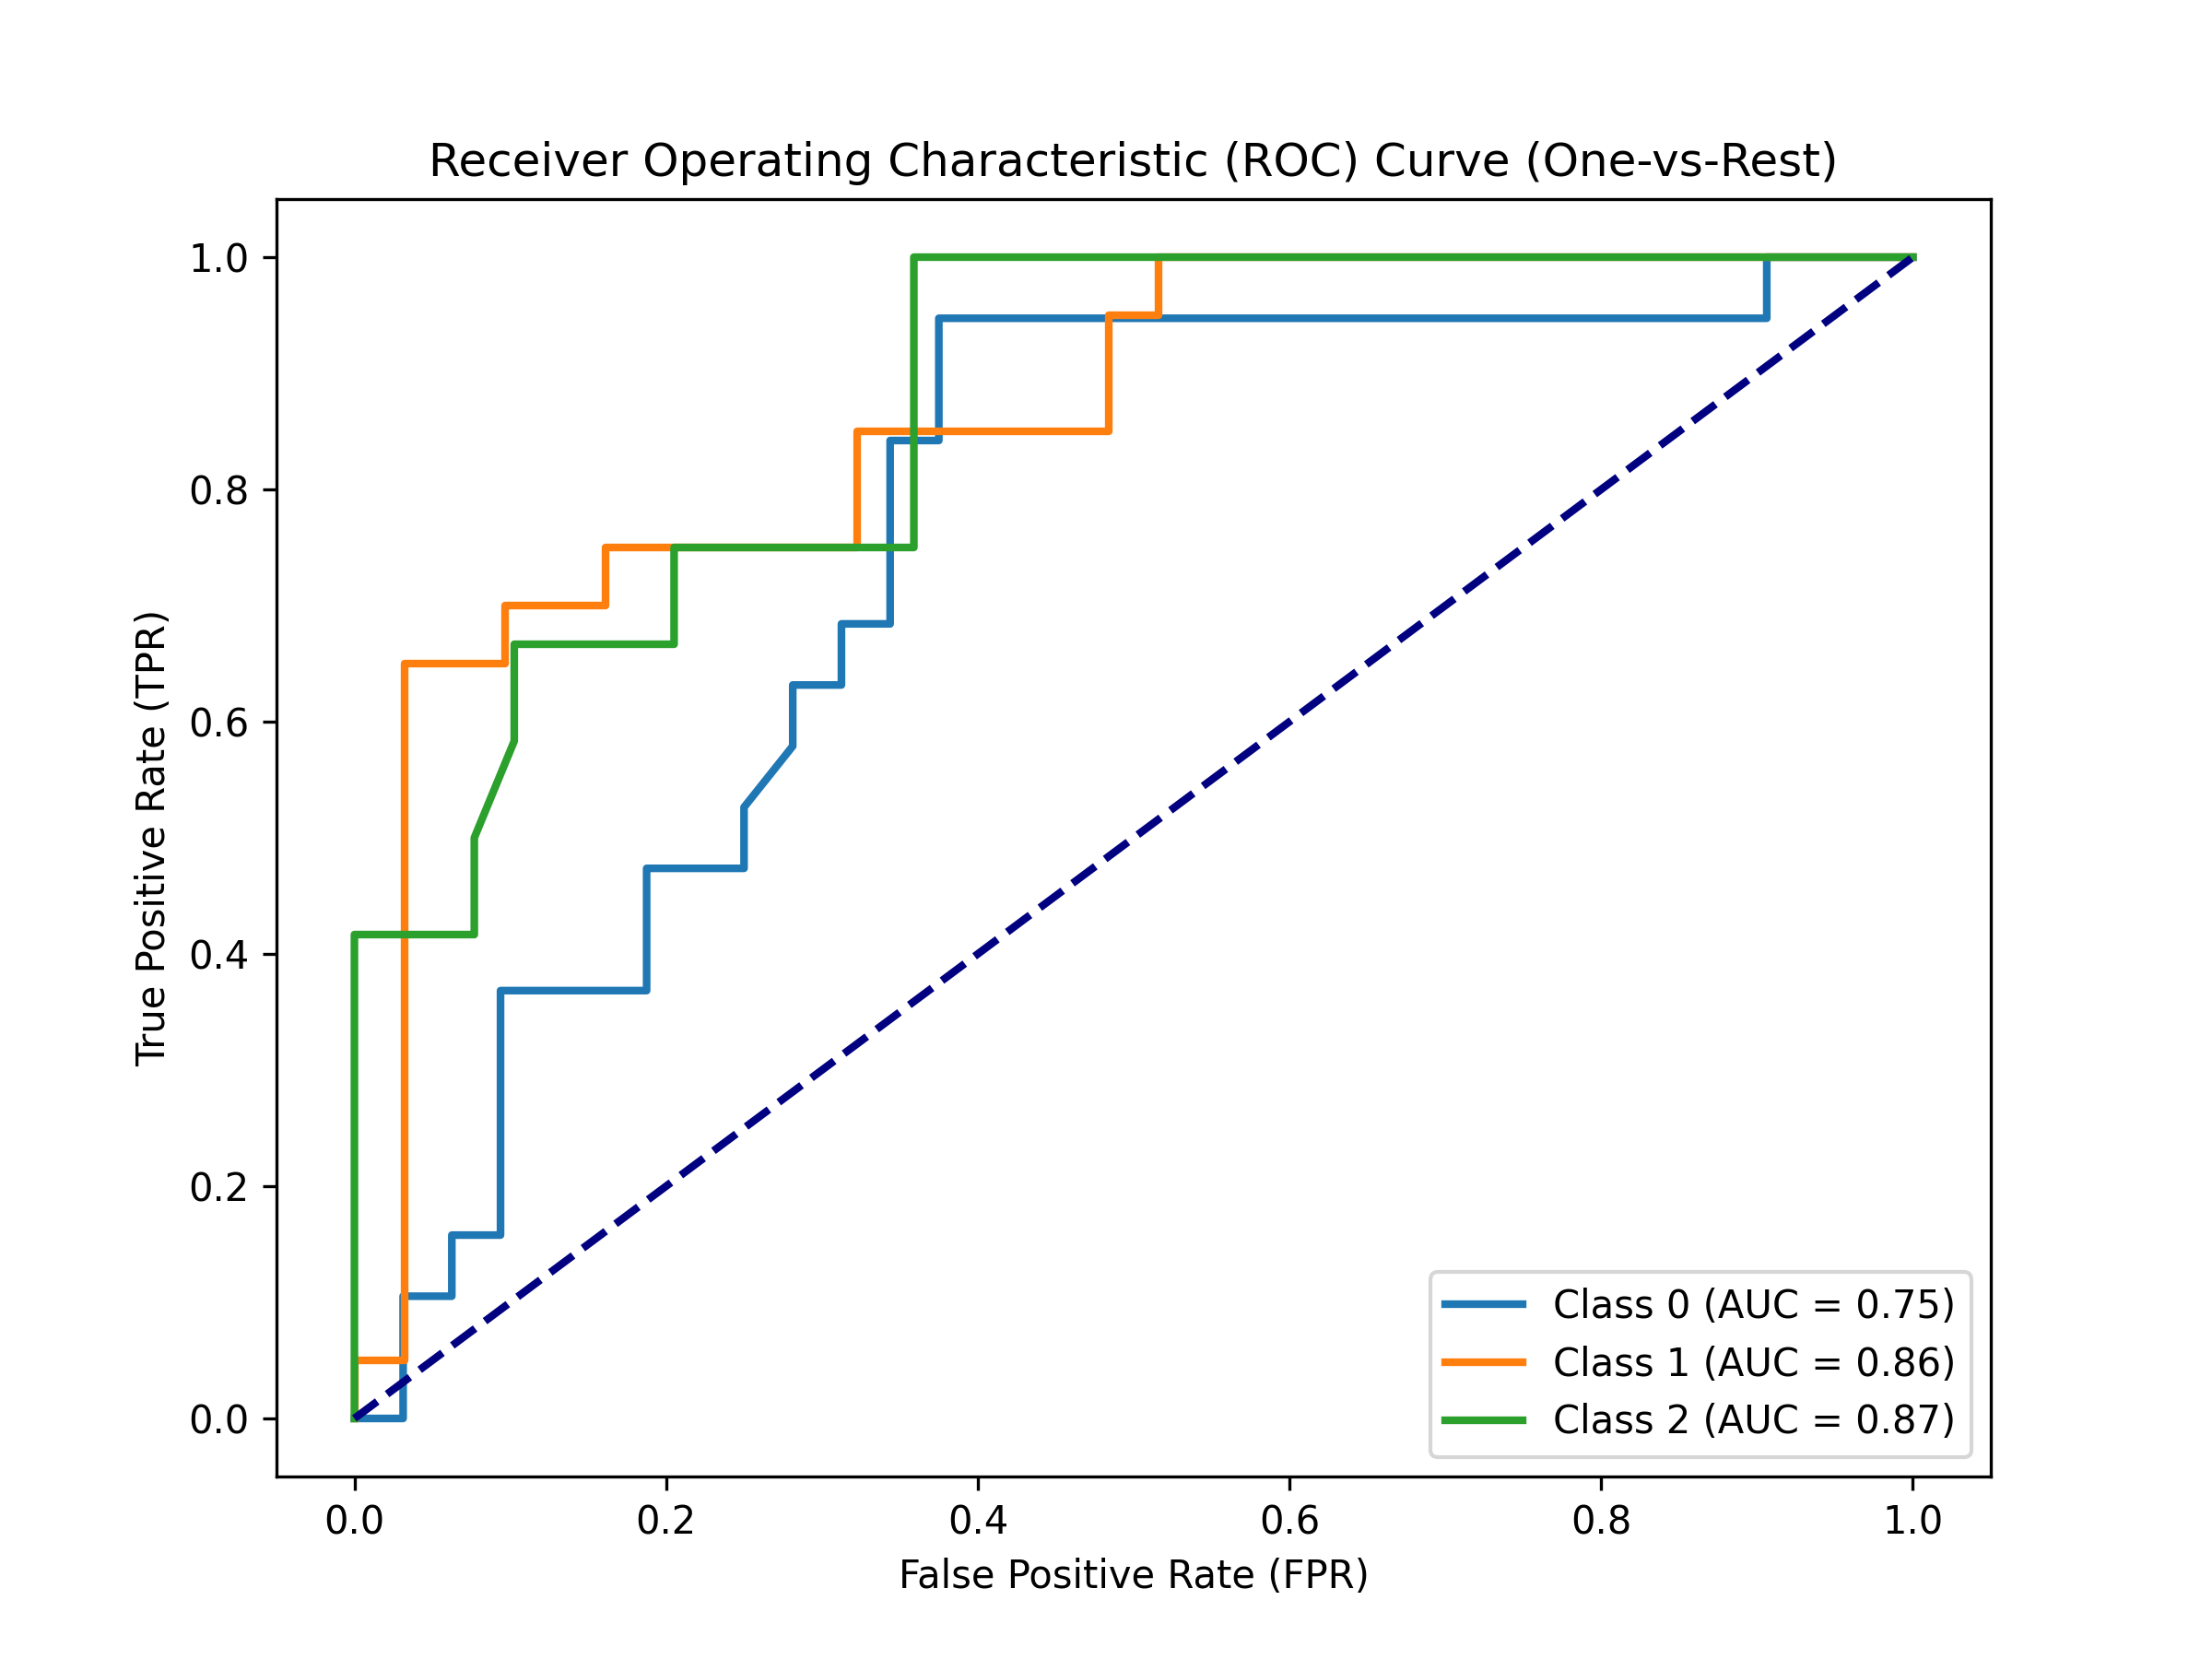 Receiver Operating Characteristic (ROC) Curve (One-vs-Rest)
1.0
0.8
0.6
0.4
0.2
0.0
True Positive Rate (TPR)
Class 0 (AUC = 0.75)
Class 1 (AUC = 0.86)
Class 2 (AUC = 0.87)
0.0 0.2 0.4 0.6 0.8 1.0
False Positive Rate (FPR)